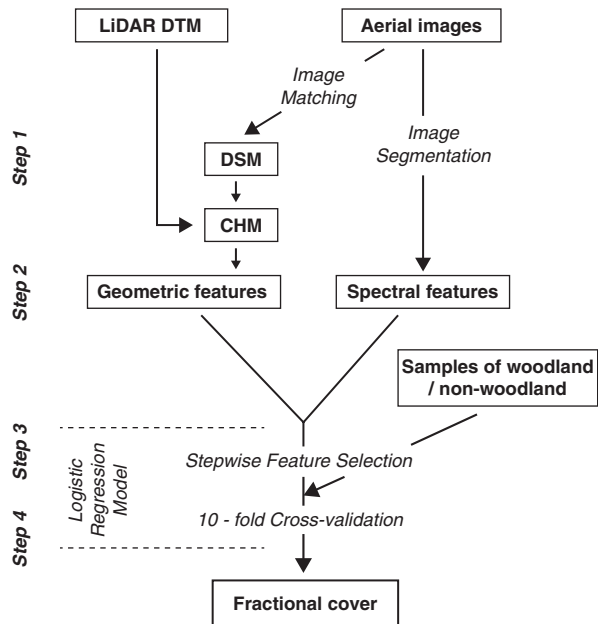 LiDAR DTM
Aerial images
Image
Matching
Image
Segmentation
Step 1
DSM
CHM
Step 2
Geometric features
Spectral features
Samples of woodland
/ non-woodland
Step 3
Stepwise Feature Selection
Logistic
Regression
Model
Step 4
10 - fold Cross-validation
Fractional cover